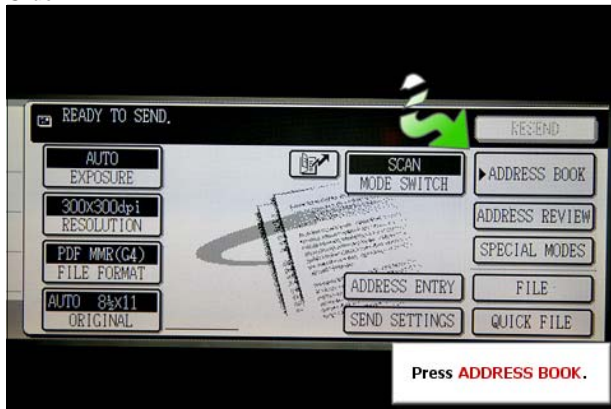 READY TO SEND.
RESEND
AUTO
EXPOSURE
SCAN
MODE SWITCH
ADDRESS BOOK
300X300dpi
RESOLUTION
ADDRESS REVIEW
PDF MMR(G4)
FILE FORMAT
SPECIAL MODES
ADDRESS ENTRY
FILE
AUTO 8½X11
ORIGINAL
SEND SETTINGS
QUICK FILE
Press ADDRESS BOOK.